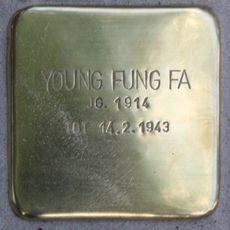 YOUNG FUNG FA
JG. 1914
TOT 14.2.1943